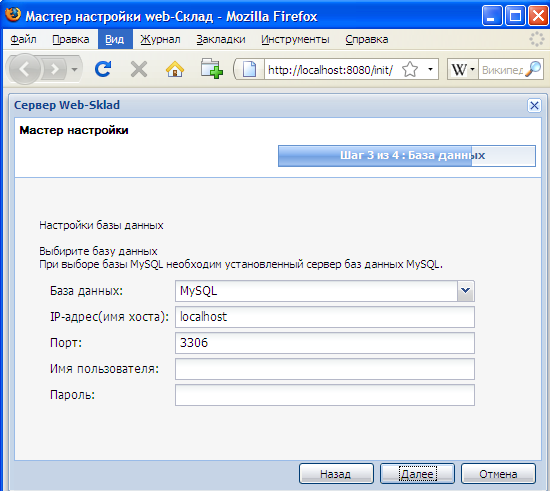 Мастер настройки web-Склад - Mozilla Firefox
Файл Правка Вид Журнал Закладки Инструменты Справка
http://localhost:8080/init/ W Википед
Сервер Web-Sklad
Мастер настройки
Шаг 3 из 4 : База данных
Настройки базы данных
Выбирите базу данных
При выборе базы MySQL необходим установленный сервер баз данных MySQL.
База данных: MySQL
IP-адрес(имя хоста): localhost
Порт: 3306
Имя пользователя:
Пароль:
Назад Далее Отмена